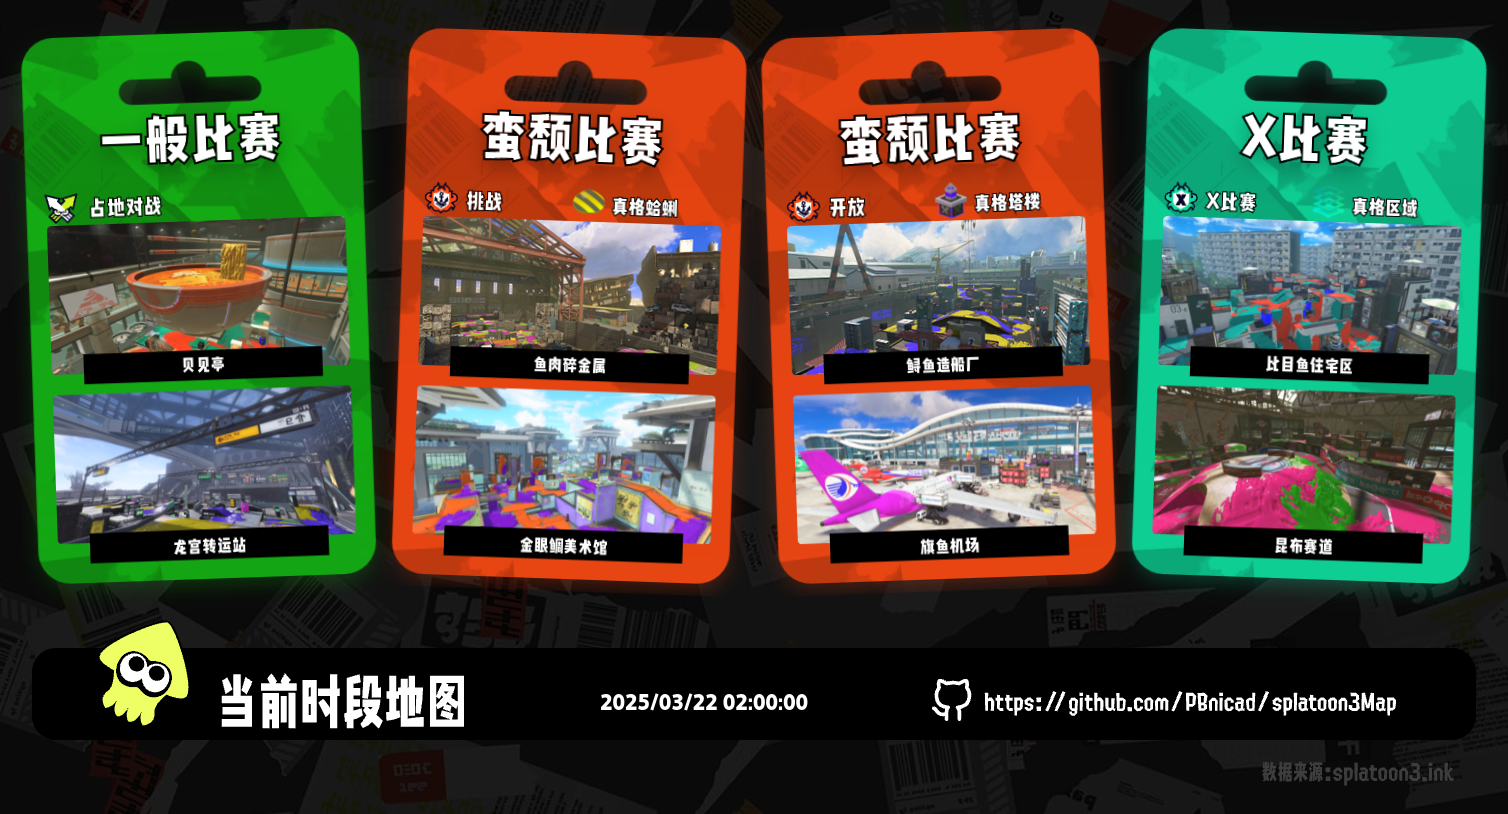 一般比赛
占地对战
贝贝亭
龙宫转运站
蛮颓比赛
挑战
真格蛤蜊
鱼肉碎金属
金眼鲷美术馆
蛮颓比赛
开放
真格塔楼
鲟鱼造船厂
旗鱼机场
X比赛
X比赛
真格区域
比目鱼住宅区
昆布赛道
当前时段地图
2025/03/22 02:00:00
https://github.com/PBnicad/splatoon3Map
数据来源:splatoon3.ink